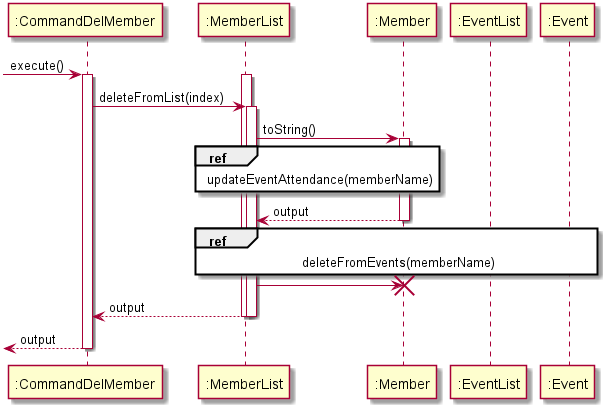 :CommandDelMember
:MemberList
:Member
:EventList
:Event
execute()
deleteFromList(index)
toString()
ref
updateEventAttendance(memberName)
output
ref
deleteFromEvents(memberName)
output
output
:CommandDelMember
:MemberList
:Member
:EventList
:Event